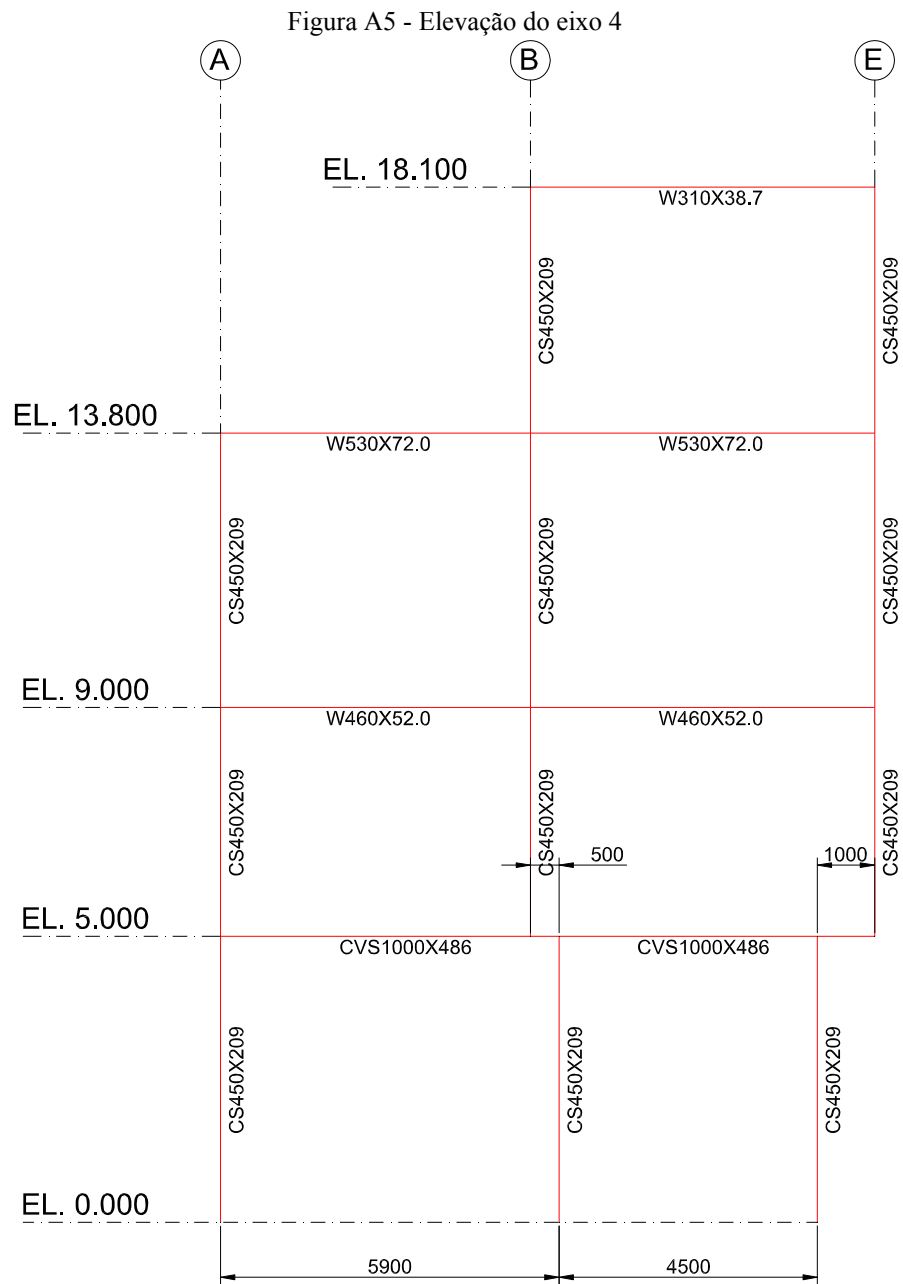 Figura A5 - Elevação do eixo 4
A
B
E
EL. 18.100
W310X38.7
CS450X209
CS450X209
EL. 13.800
W530X72.0
W530X72.0
CS450X209
CS450X209
CS450X209
EL. 9.000
W460X52.0
W460X52.0
CS450X209
CS450X209
CS450X209
500
1000
EL. 5.000
CVS1000X486
CVS1000X486
CS450X209
CS450X209
CS450X209
EL. 0.000
5900
4500